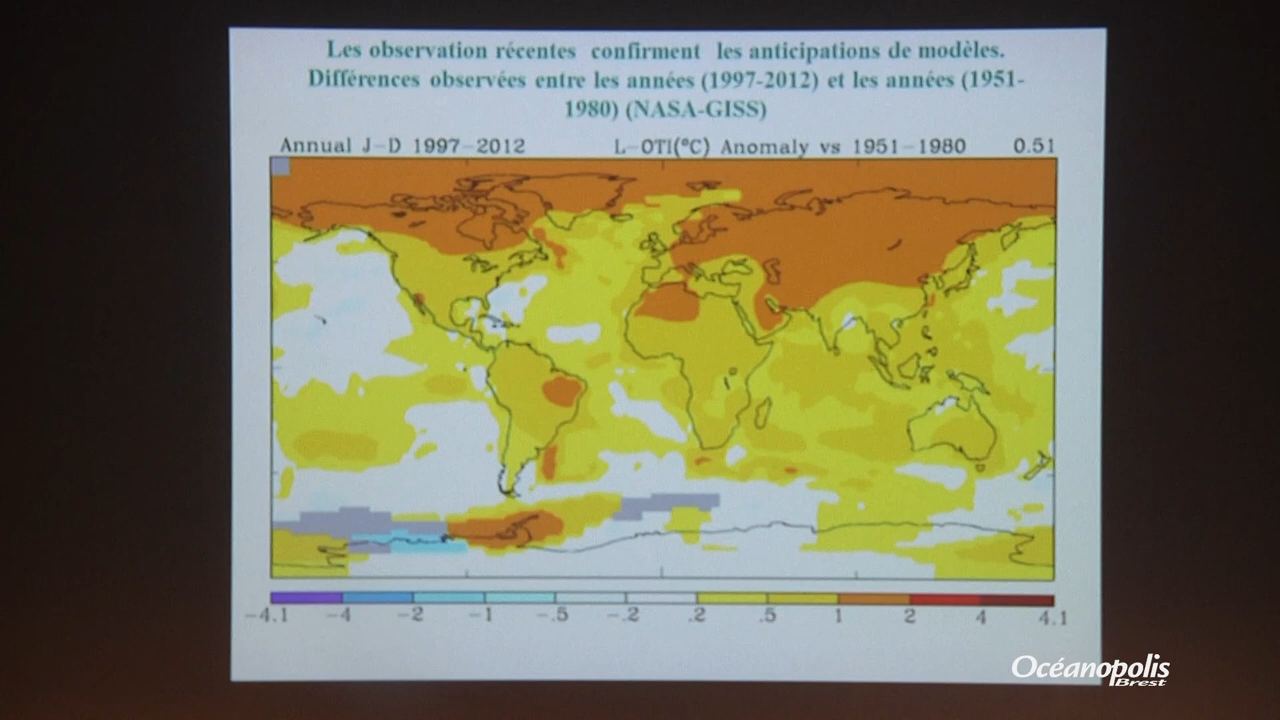 Les observation récentes confirment les anticipations de modèles.
Différences observées entre les années (1997-2012) et les années (1951-
1980) (NASA-GISS)
Annual J-D 1997-2012 L-OTI(°C) Anomaly vs 1951-1980 0.51
-4.1 -4 -2 -1 -.5 -.2 .2 .5 1 2 4 4.1
Océanopolis
Brest